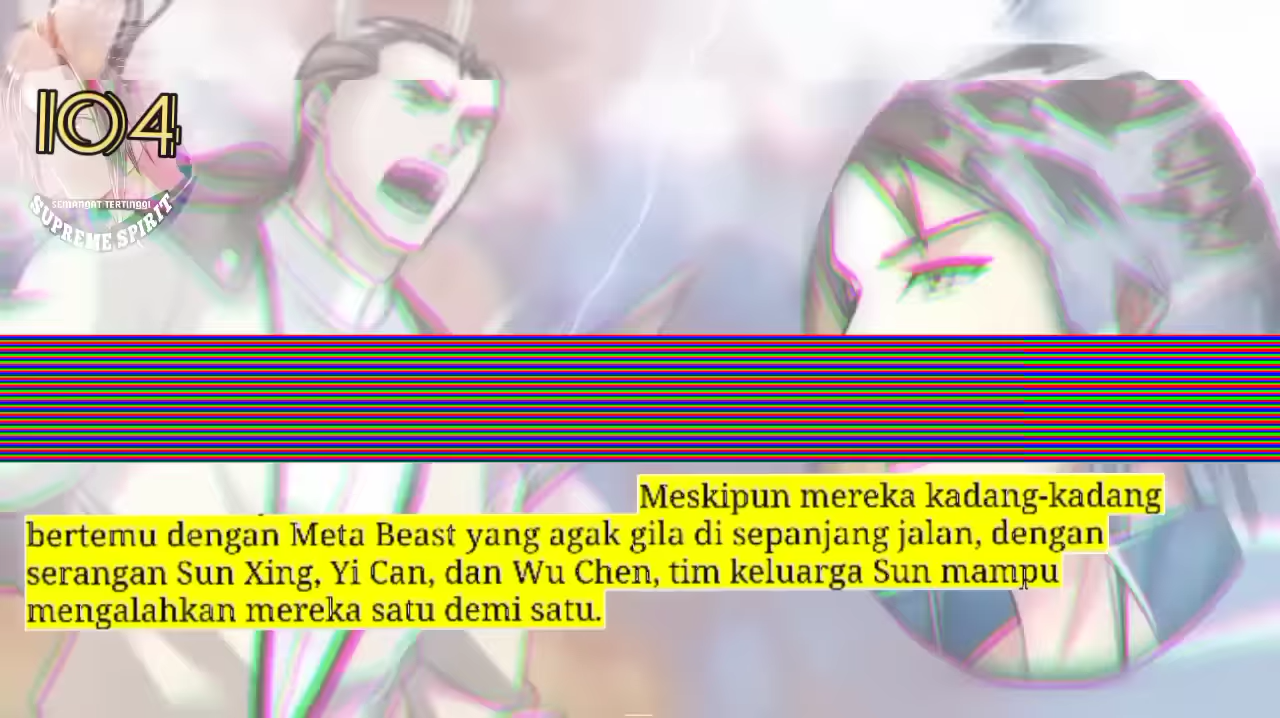 104
SEMANGAT TERTINGGI
SUPREME SPIRIT
Meskipun mereka kadang-kadang
bertemu dengan Meta Beast yang agak gila di sepanjang jalan, dengan
serangan Sun Xing, Yi Can, dan Wu Chen, tim keluarga Sun mampu
mengalahkan mereka satu demi satu.